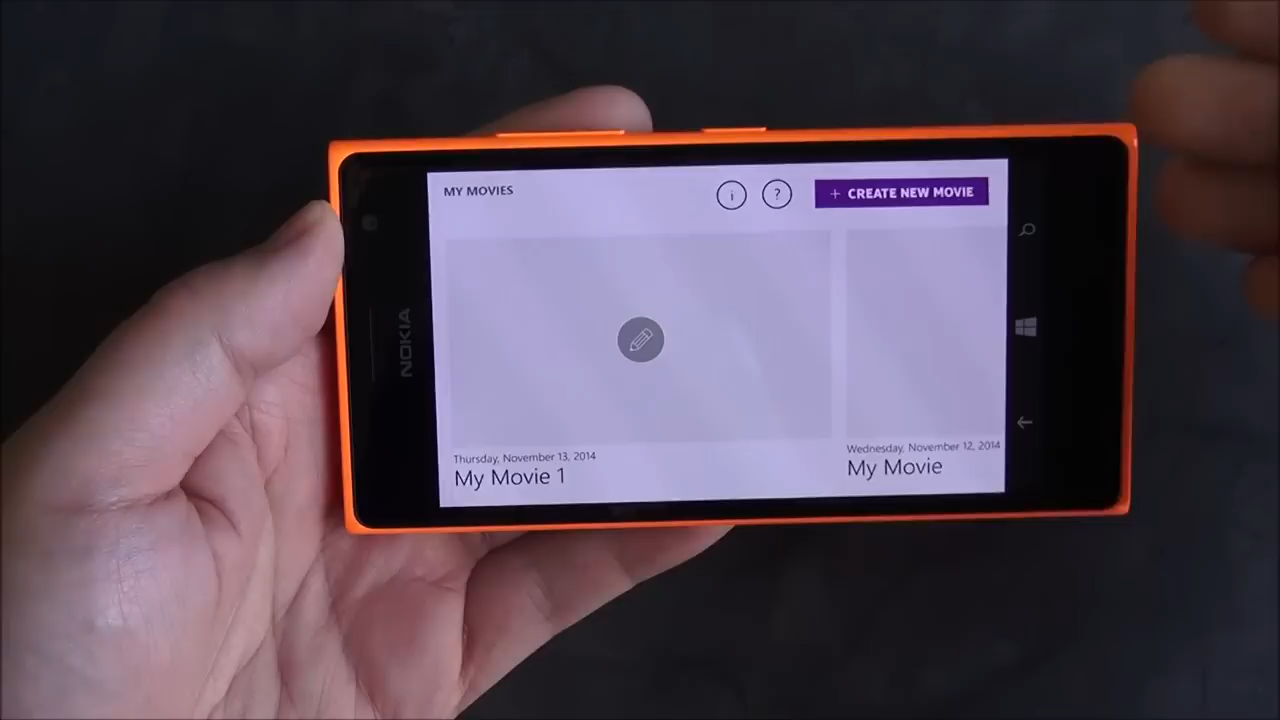 MY MOVIES
i
?
+ CREATE NEW MOVIE
Thursday, November 13, 2014
My Movie 1
Wednesday, November 12, 2014
My Movie
NOKIA